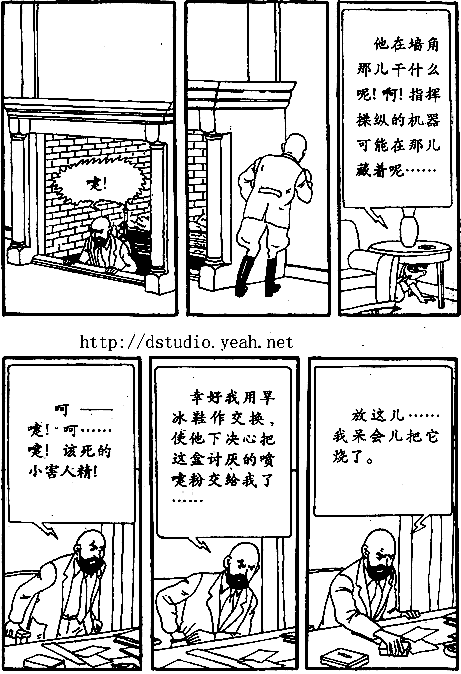 嚏!
他在墙角
那儿干什么
呢! 啊! 指挥
操纵的机器
可能在那儿
藏着呢……
http://dstudio.yeah.net
呵——
嚏! 呵……
嚏! 该死的
小害人精!
幸好我用旱
冰鞋作交换,
使他下决心把
这盒讨厌的喷
嚏粉交给我了
……
放这儿……
我呆会儿把它
烧了。